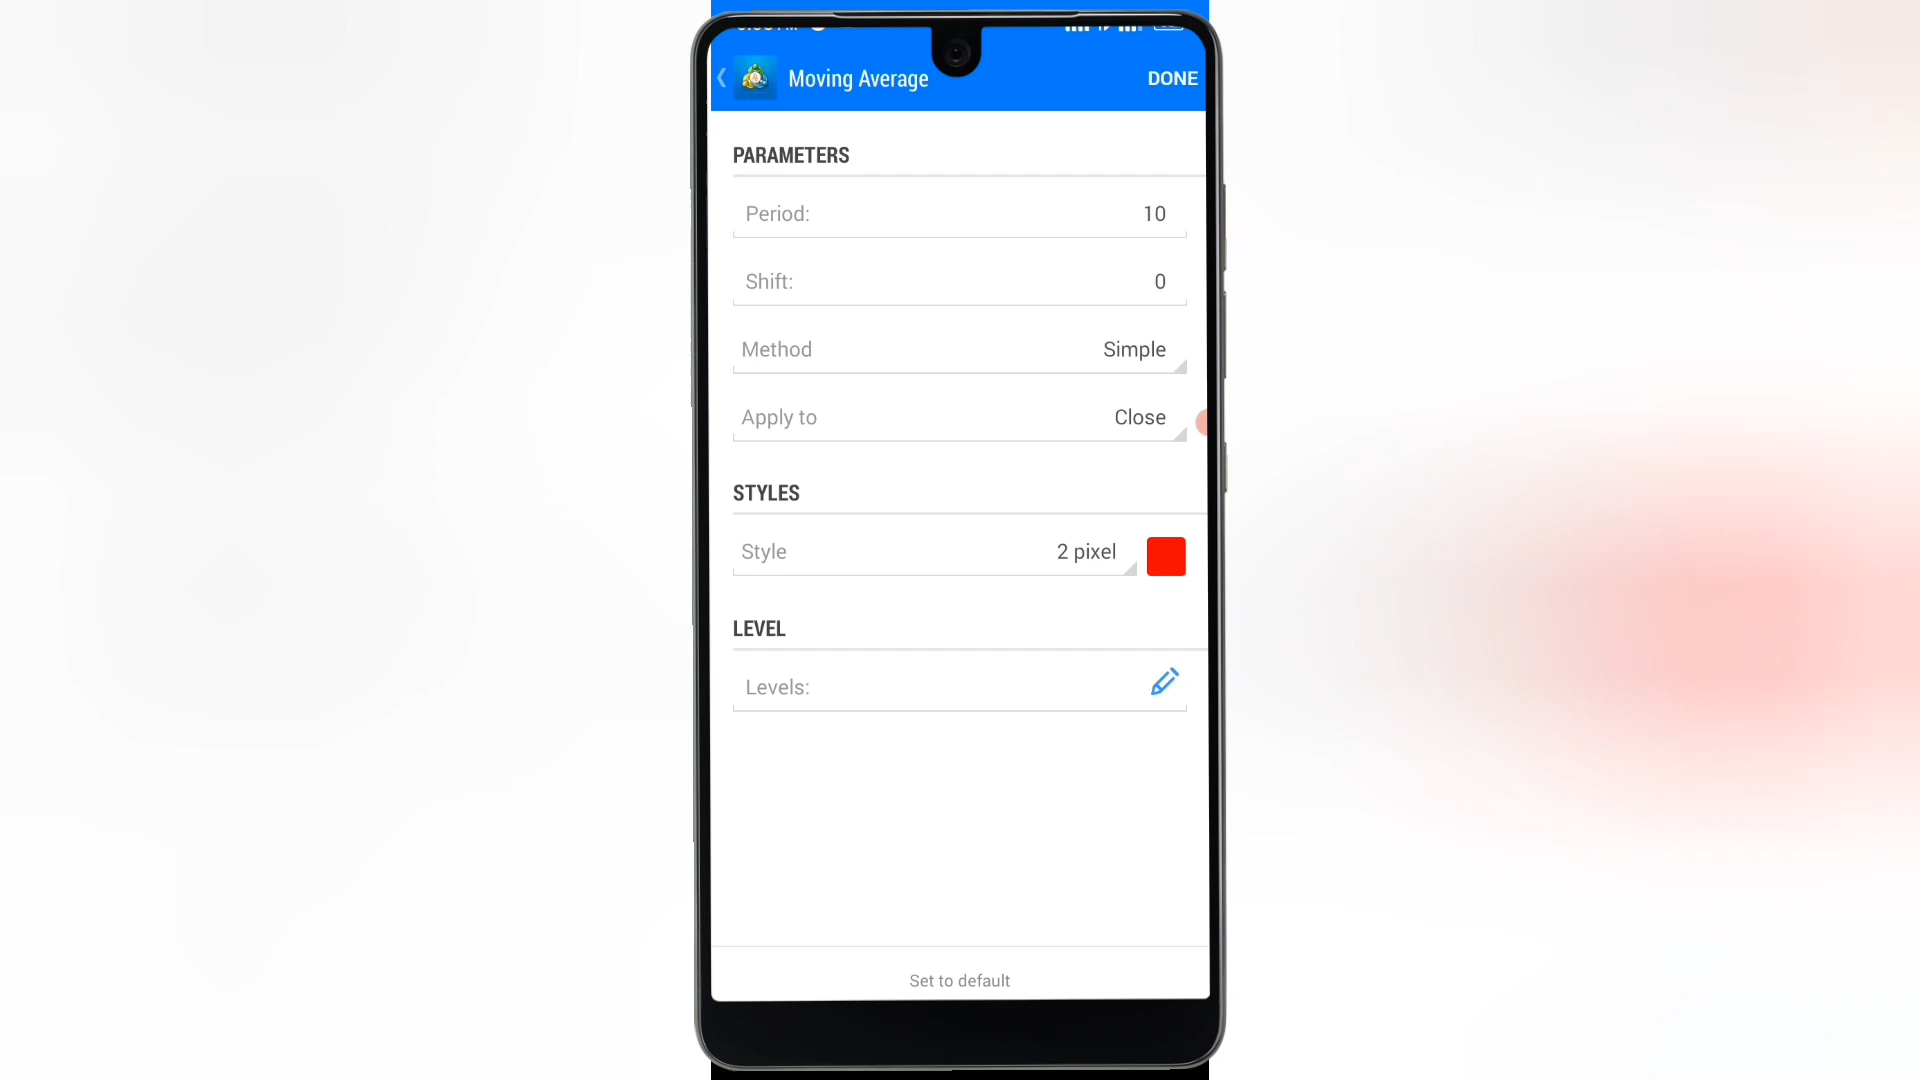 Moving Average
DONE
PARAMETERS
Period: 10
Shift: 0
Method Simple
Apply to Close
STYLES
Style 2 pixel
LEVEL
Levels:
Set to default